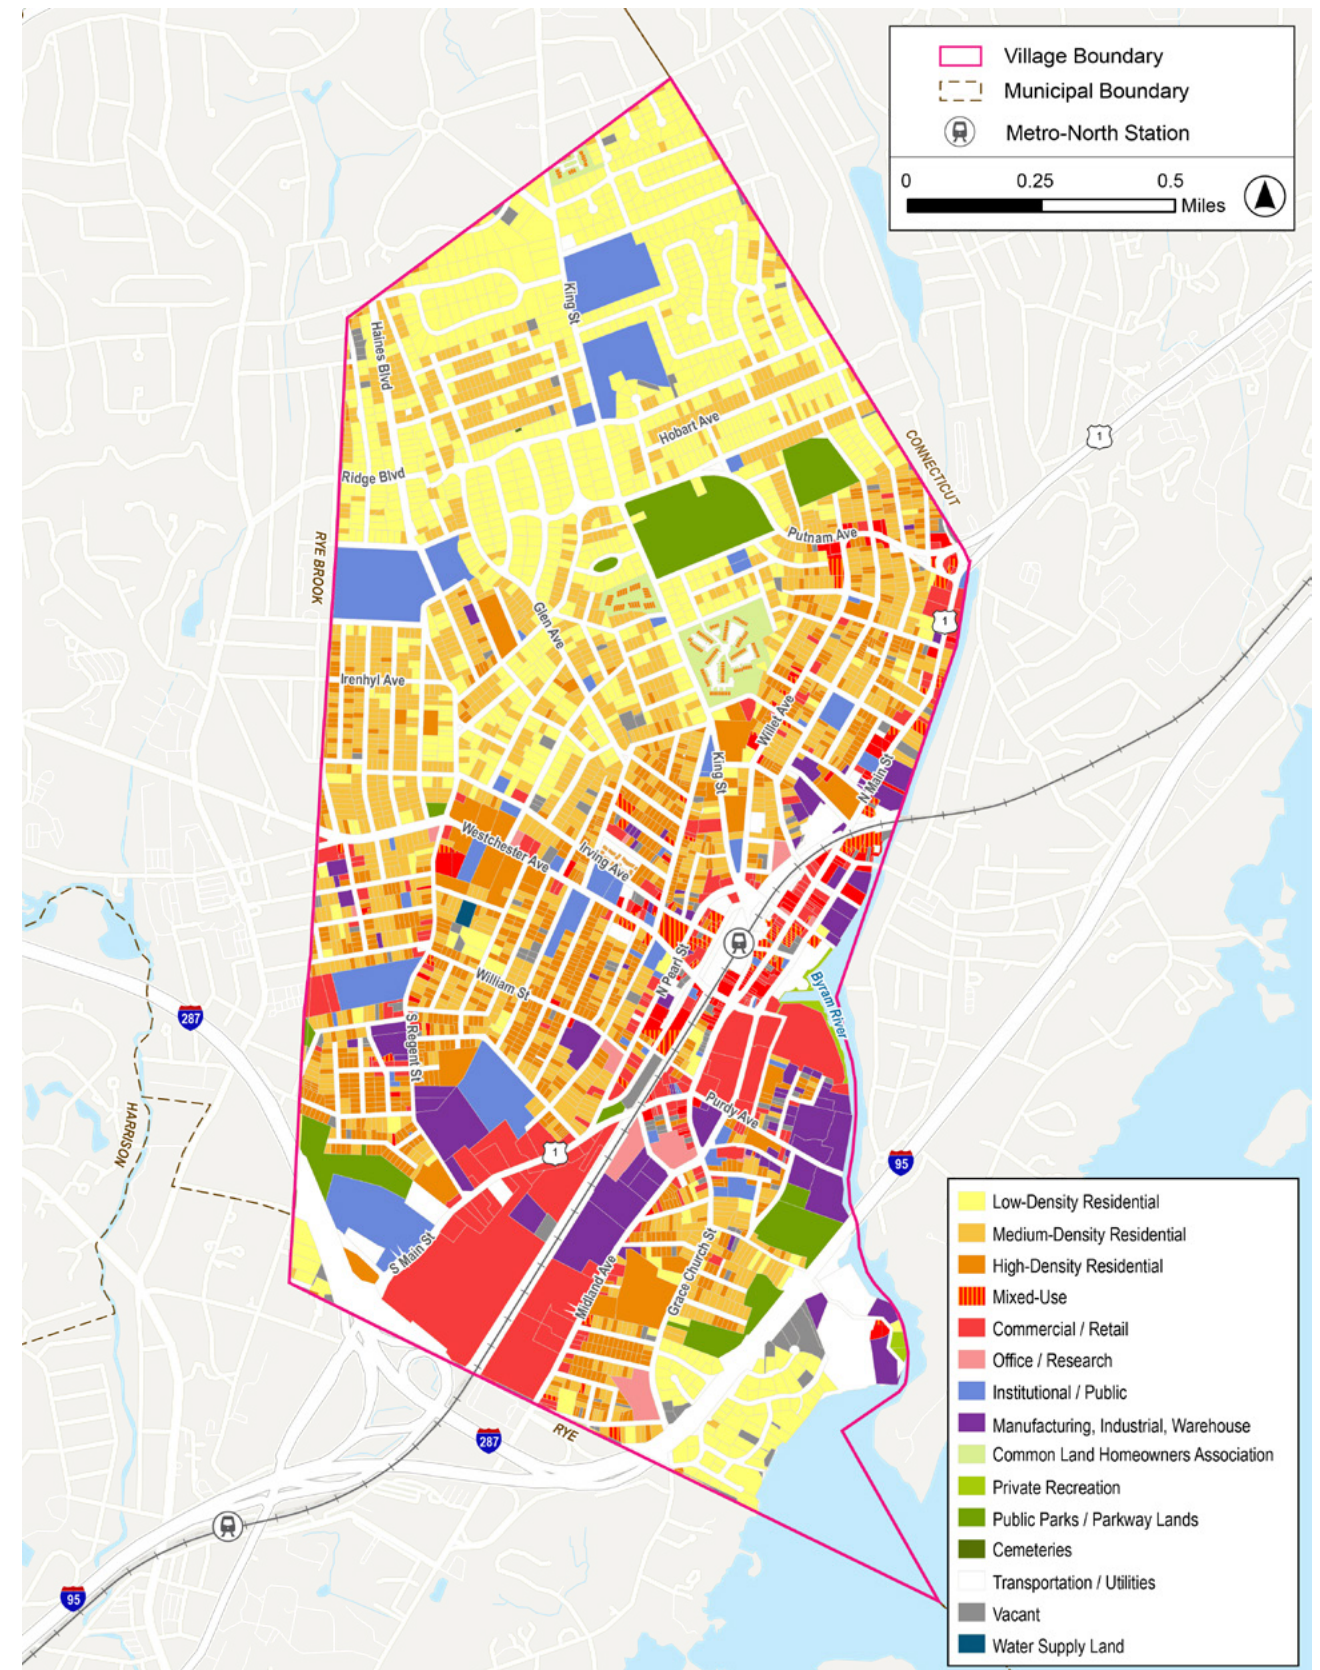 Village Boundary
Municipal Boundary
Metro-North Station
0 0.25 0.5
Miles
King St
Haines Blvd
1
Hobart Ave
CONNECTICUT
Ridge Blvd
Putnam Ave
RYE BROOK
Glen Ave
1
Irenhyl Ave
Willet Ave
King St
N Main St
Westchester Ave
Irving Ave
N Pearl St
William St
Byram River
287
S Regent St
Purdy Ave
HARRISON
1
95
S Main St
Grace Church St
Midland Ave
RYE
287
95
Low-Density Residential
Medium-Density Residential
High-Density Residential
Mixed-Use
Commercial / Retail
Office / Research
Institutional / Public
Manufacturing, Industrial, Warehouse
Common Land Homeowners Association
Private Recreation
Public Parks / Parkway Lands
Cemeteries
Transportation / Utilities
Vacant
Water Supply Land